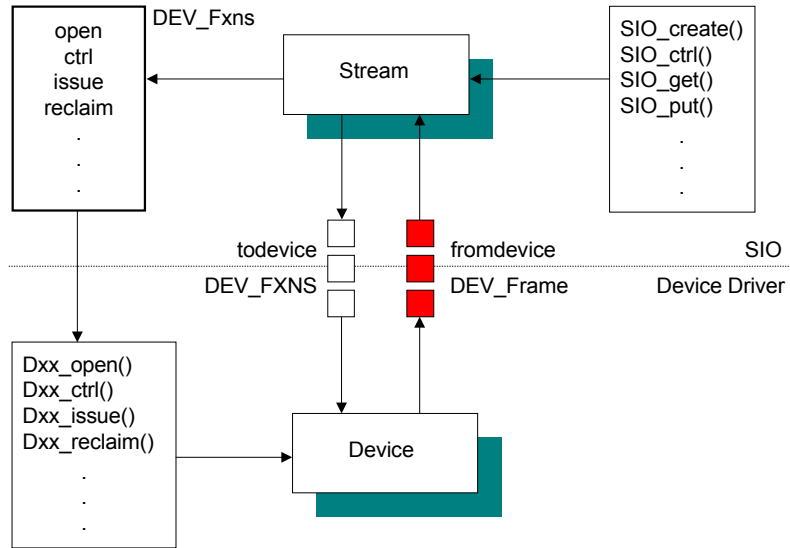 DEV_Fxns
open
ctrl
issue
reclaim
.
.
.
Stream
SIO_create()
SIO_ctrl()
SIO_get()
SIO_put()
.
.
.
todevice
fromdevice
SIO
DEV_FXNS
DEV_Frame
Device Driver
Dxx_open()
Dxx_ctrl()
Dxx_issue()
Dxx_reclaim()
.
.
.
Device